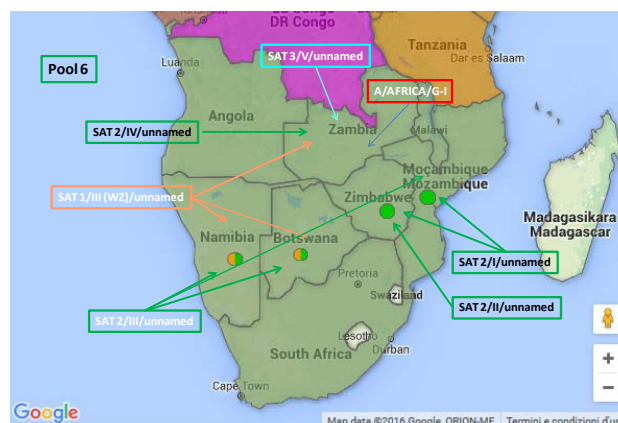 DR Congo
DR Congo
Tanzania
Dar es Salaam
Pool 6
SAT 3/V/unnamed
Luanda
A/AFRICA/G-I
Angola
Zambia
Malawi
SAT 2/IV/unnamed
Moçambique
Mozambique
SAT 1/III (WZ)/unnamed
Zimbabwe
Madagasikara
Madagascar
Namibia
Botswana
SAT 2/I/unnamed
Pretoria
Swaziland
SAT 2/II/unnamed
SAT 2/III/unnamed
Lesotho
Durban
South Africa
Cape Town
Google
Map data ©2016 Google, ORION-ME
Termini e condizioni d'us